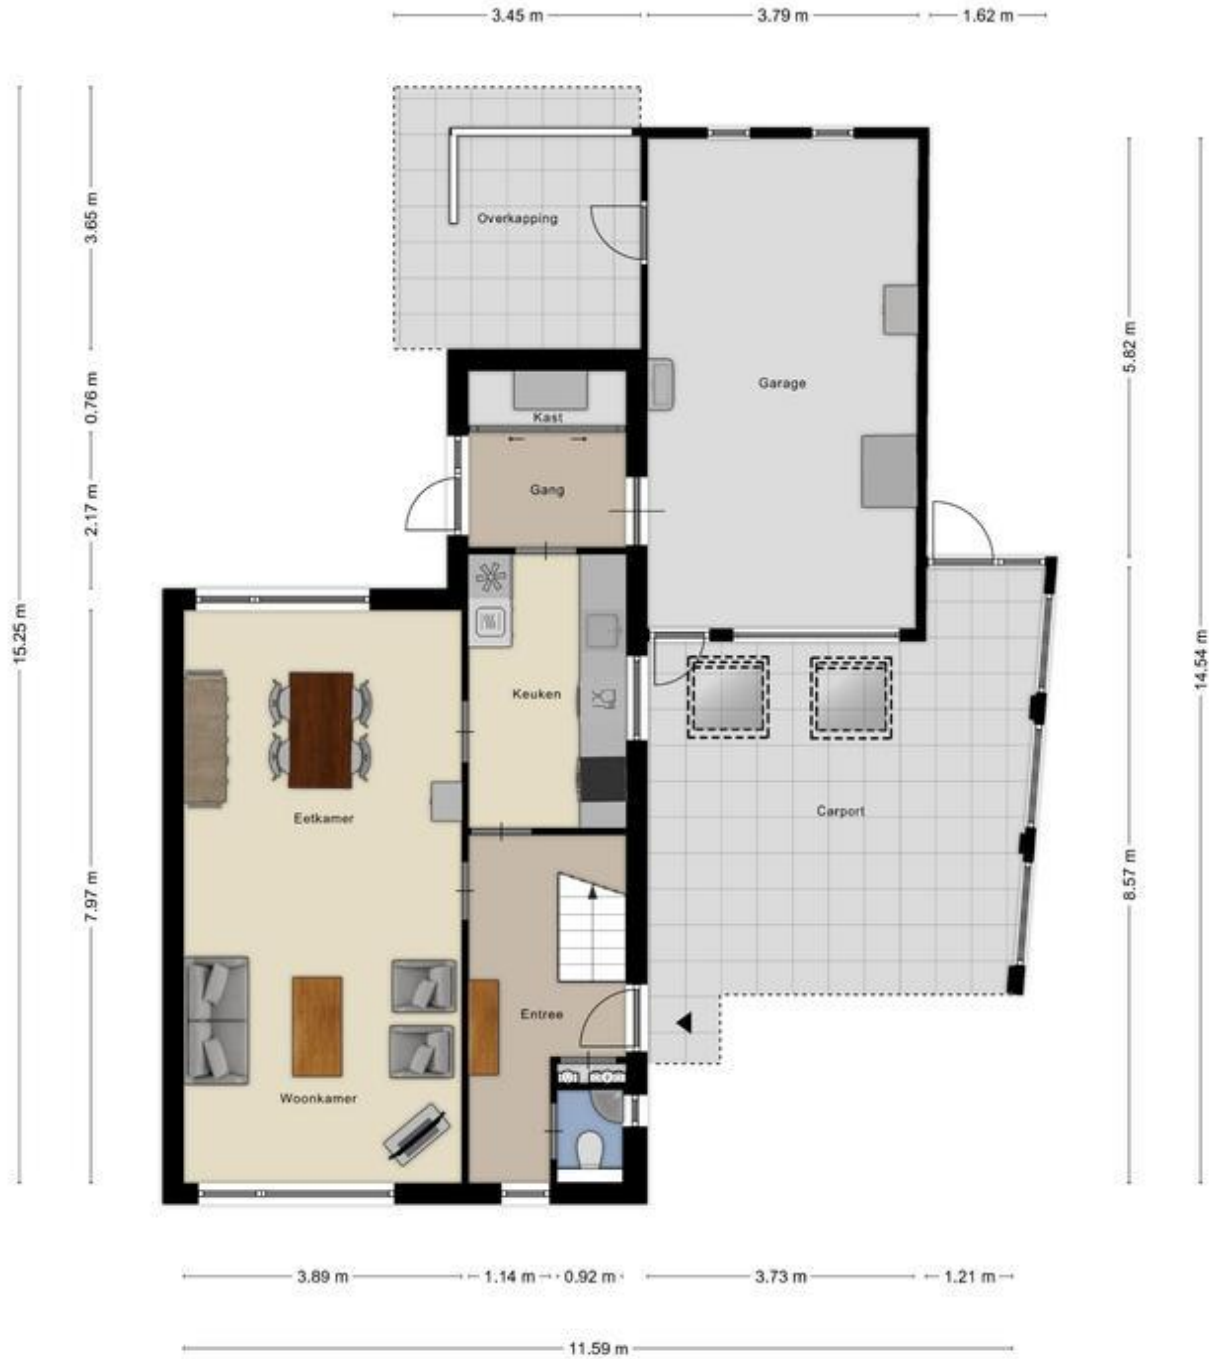 3.45 m
3.79 m
1.62 m
3.65 m
Overkapping
5.82 m
Garage
0.76 m
Kast
Gang
2.17 m
15.25 m
14.54 m
Keuken
Eetkamer
Carport
7.97 m
8.57 m
Entree
Woonkamer
3.89 m
1.14 m
0.92 m
3.73 m
1.21 m
11.59 m